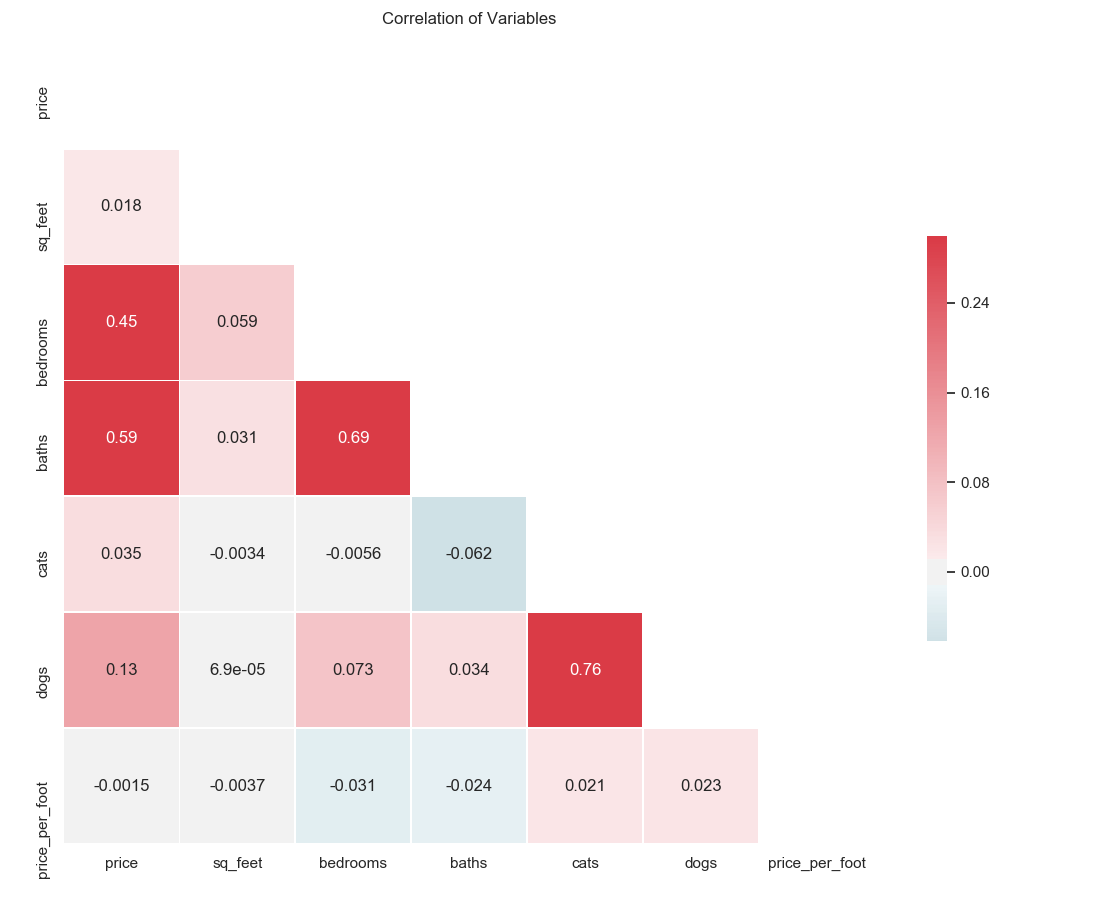 Correlation of Variables
price
sq_feet
0.018
bedrooms
0.45 0.059
baths
0.59 0.031 0.69
cats
0.035 -0.0034 -0.0056 -0.062
dogs
0.13 6.9e-05 0.073 0.034 0.76
price_per_foot
-0.0015 -0.0037 -0.031 -0.024 0.021 0.023
price sq_feet bedrooms baths cats dogs price_per_foot
0.24
0.16
0.08
0.00